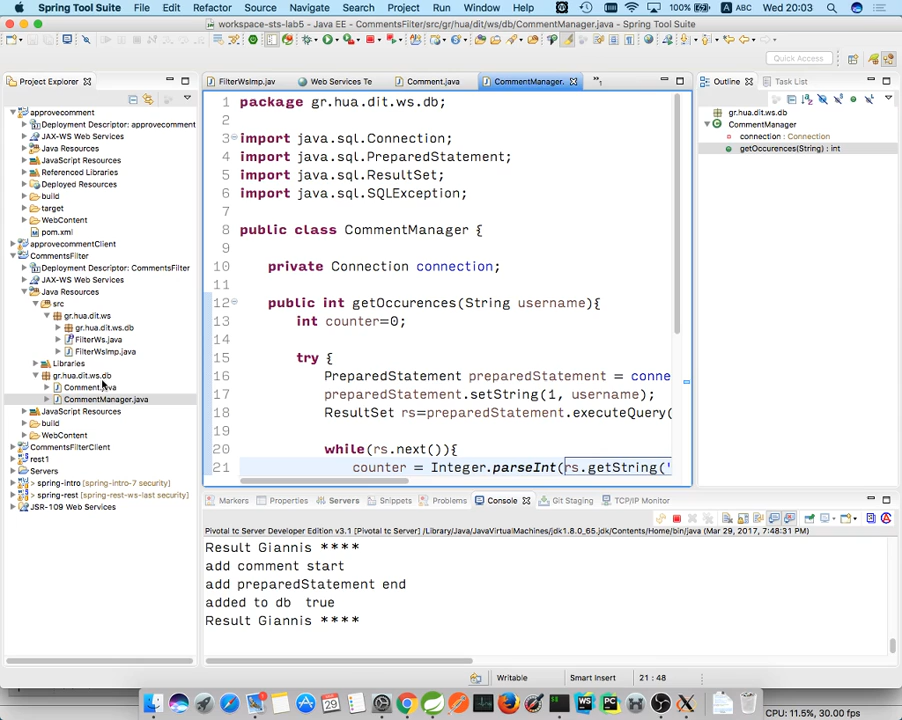 Spring Tool Suite File Edit Refactor Source Navigate Search Project Run Window Help 100% ABC Wed 29 20:03
workspace-sts-lab5 - Java EE - CommentsFilter/src/gr/hua/dit/ws/db/CommentManager.java - Spring Tool Suite
Quick Access
Project Explorer
approvecomment
Deployment Descriptor: approvecomment
JAX-WS Web Services
Java Resources
JavaScript Resources
Referenced Libraries
Deployed Resources
build
target
WebContent
pom.xml
approvecommentClient
CommentsFilter
Deployment Descriptor: CommentsFilter
JAX-WS Web Services
Java Resources
src
gr.hua.dit.ws
gr.hua.dit.ws.db
FilterWs.java
FilterWsImp.java
Libraries
gr.hua.dit.ws.db
Comment.java
CommentManager.java
JavaScript Resources
build
WebContent
CommentsFilterClient
rest1
Servers
> spring-intro [spring-intro-7 security]
> spring-rest [spring-rest-ws-last security]
JSR-109 Web Services
FilterWsImp.jav
Web Services Te
Comment.java
CommentManager.
1 package gr.hua.dit.ws.db;
2
3 import java.sql.Connection;
4 import java.sql.PreparedStatement;
5 import java.sql.ResultSet;
6 import java.sql.SQLException;
7
8 public class CommentManager {
9
10 private Connection connection;
11
12 public int getOccurences(String username){
13 int counter=0;
14
15 try {
16 PreparedStatement preparedStatement = conne
17 preparedStatement.setString(1, username);
18 ResultSet rs=preparedStatement.executeQuery(
19
20 while(rs.next()){
21 counter = Integer.parseInt(rs.getString('
Outline Task List
gr.hua.dit.ws.db
CommentManager
connection : Connection
getOccurences(String) : int
Markers Properties Servers Snippets Problems Console Git Staging TCP/IP Monitor
Pivotal tc Server Developer Edition v3.1 [Pivotal tc Server] /Library/Java/JavaVirtualMachines/jdk1.8.0_65.jdk/Contents/Home/bin/java (Mar 29, 2017, 7:48:31 PM)
Result Giannis ****
add comment start
add preparedStatement end
added to db true
Result Giannis ****
Writable Smart Insert 21 : 48
CPU: 11.5%, 30.00 fps